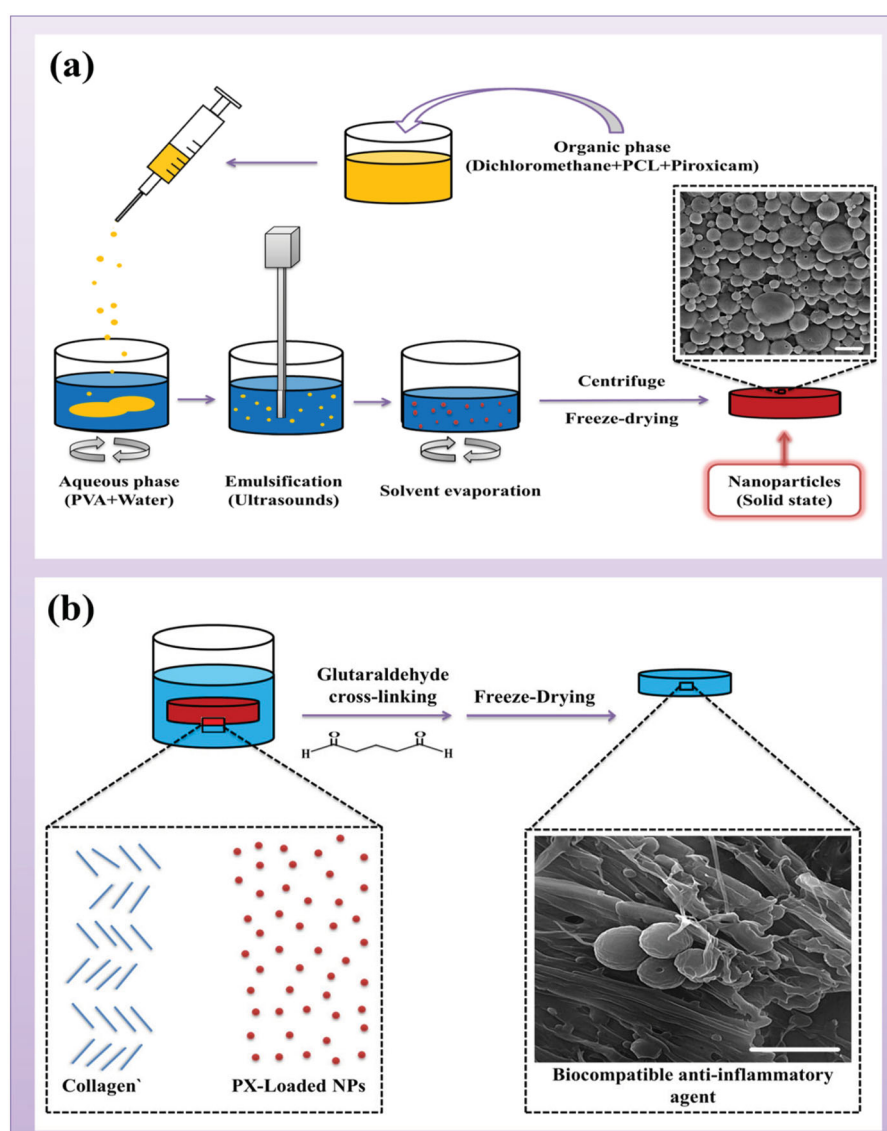 (a)
Organic phase
(Dichloromethane+PCL+Piroxicam)
Centrifuge
Freeze-drying
Aqueous phase
(PVA+Water)
Emulsification
(Ultrasounds)
Solvent evaporation
Nanoparticles
(Solid state)
(b)
Glutaraldehyde
cross-linking
Freeze-Drying
O
O
H
H
Collagen`
PX-Loaded NPs
Biocompatible anti-inflammatory
agent